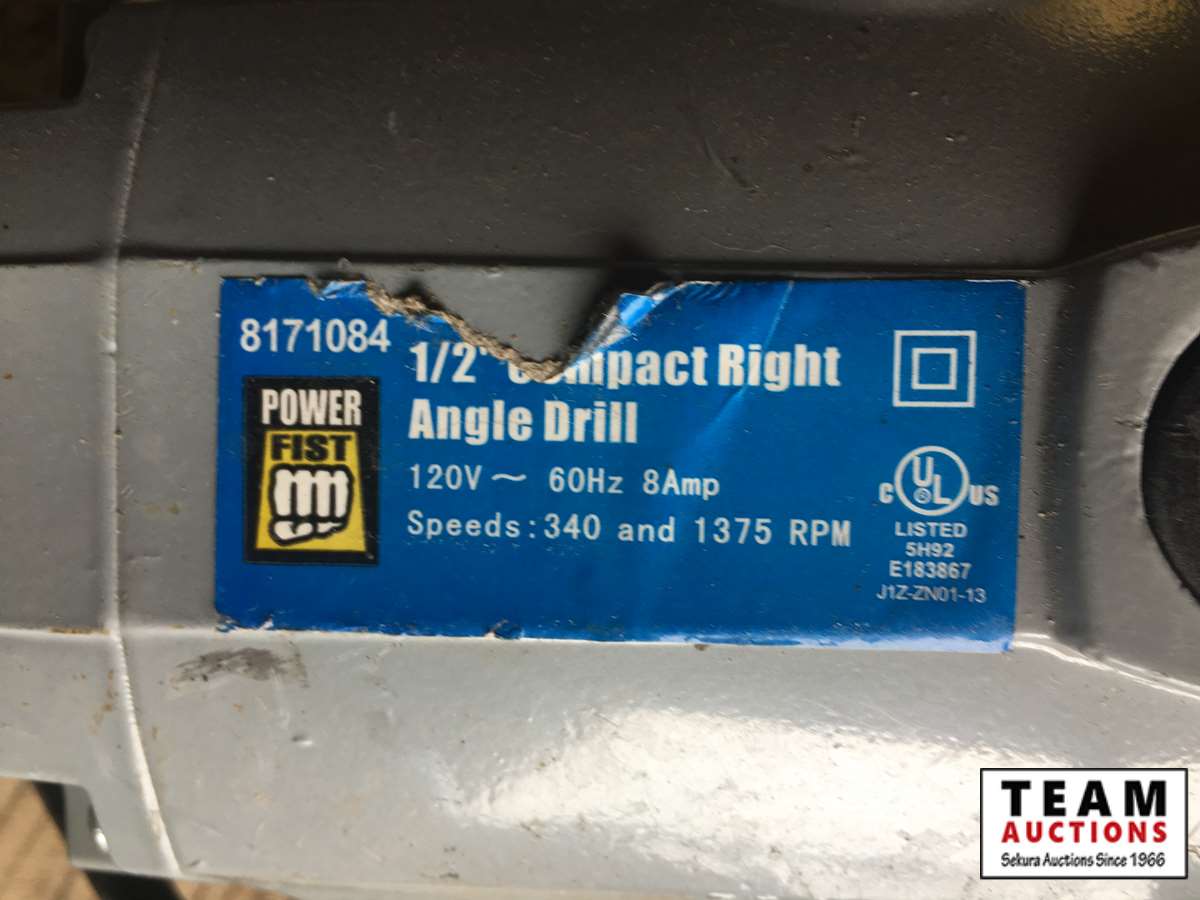 8171084
POWER
FIST
1/2" Compact Right
Angle Drill
120V ~ 60Hz 8Amp
Speeds: 340 and 1375 RPM
C UL US
®
LISTED
5H92
E183867
J1Z-ZN01-13
TEAM
AUCTIONS
Sekura Auctions Since 1966